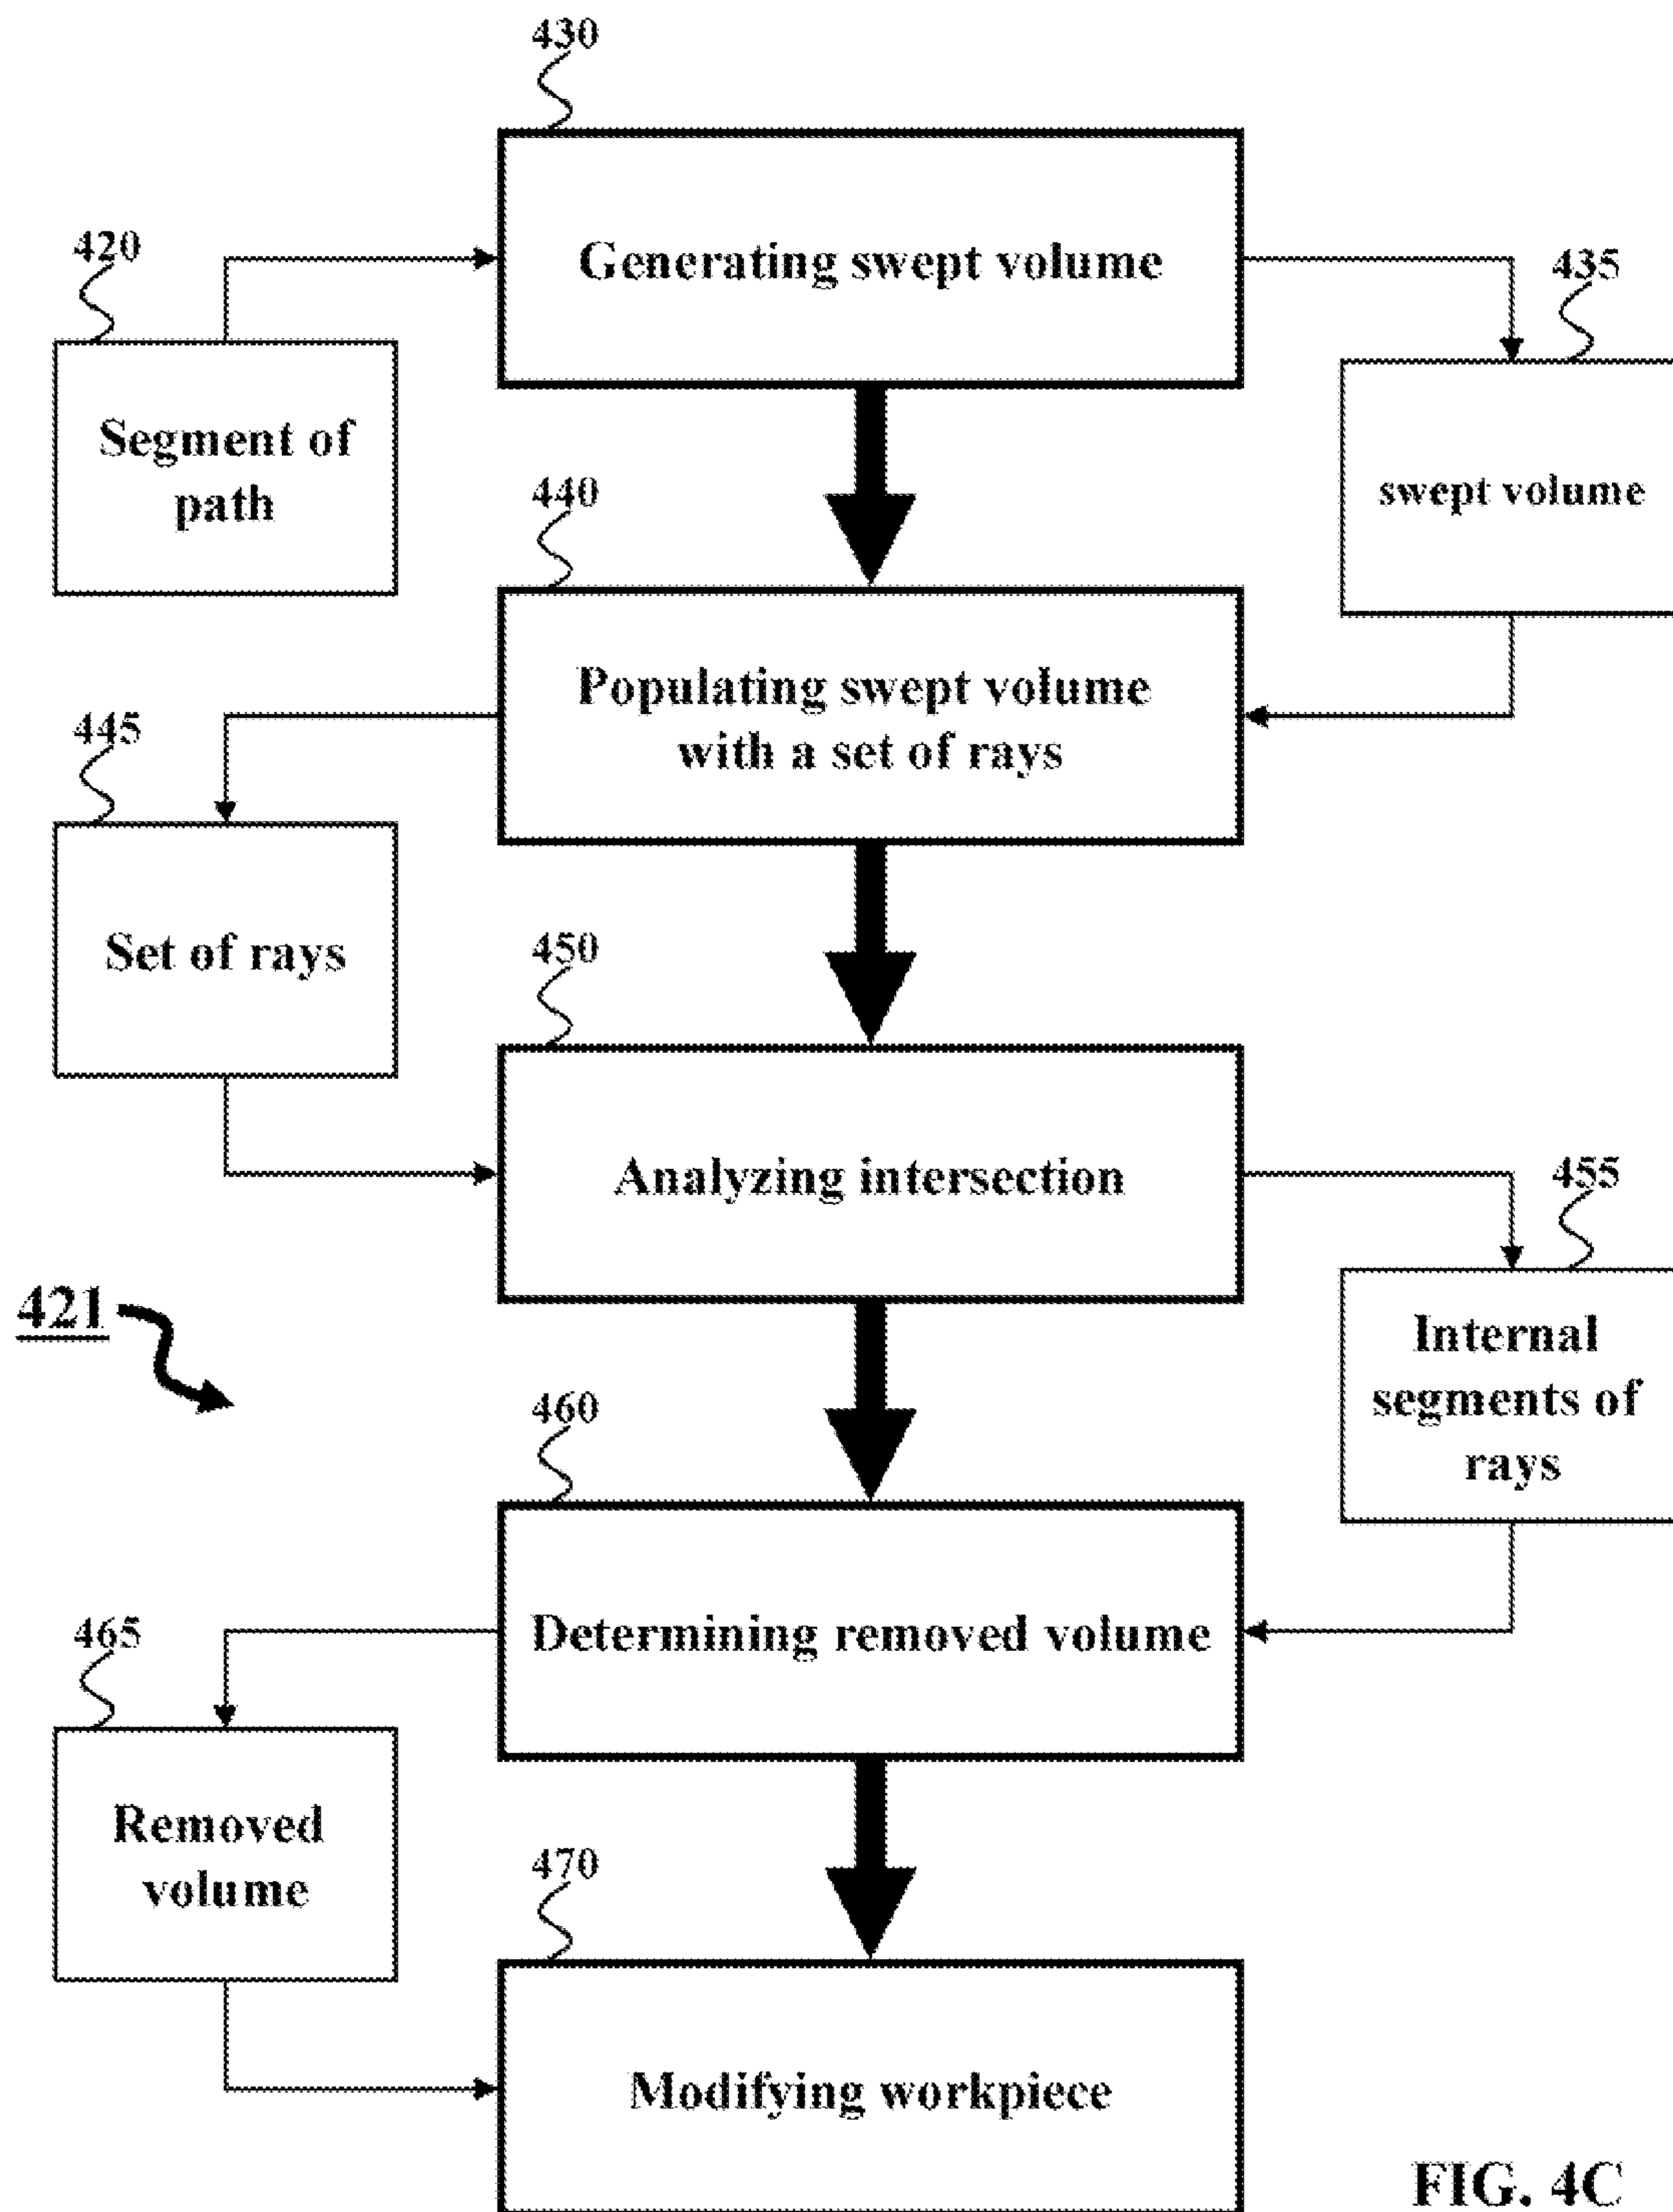 430
Generating swept volume
420
Segment of
path
435
swept volume
440
Populating swept volume
with a set of rays
445
Set of rays
450
Analyzing intersection
455
Internal
segments of
rays
421
460
Determining removed volume
465
Removed
volume
470
Modifying workpiece
FIG. 4C